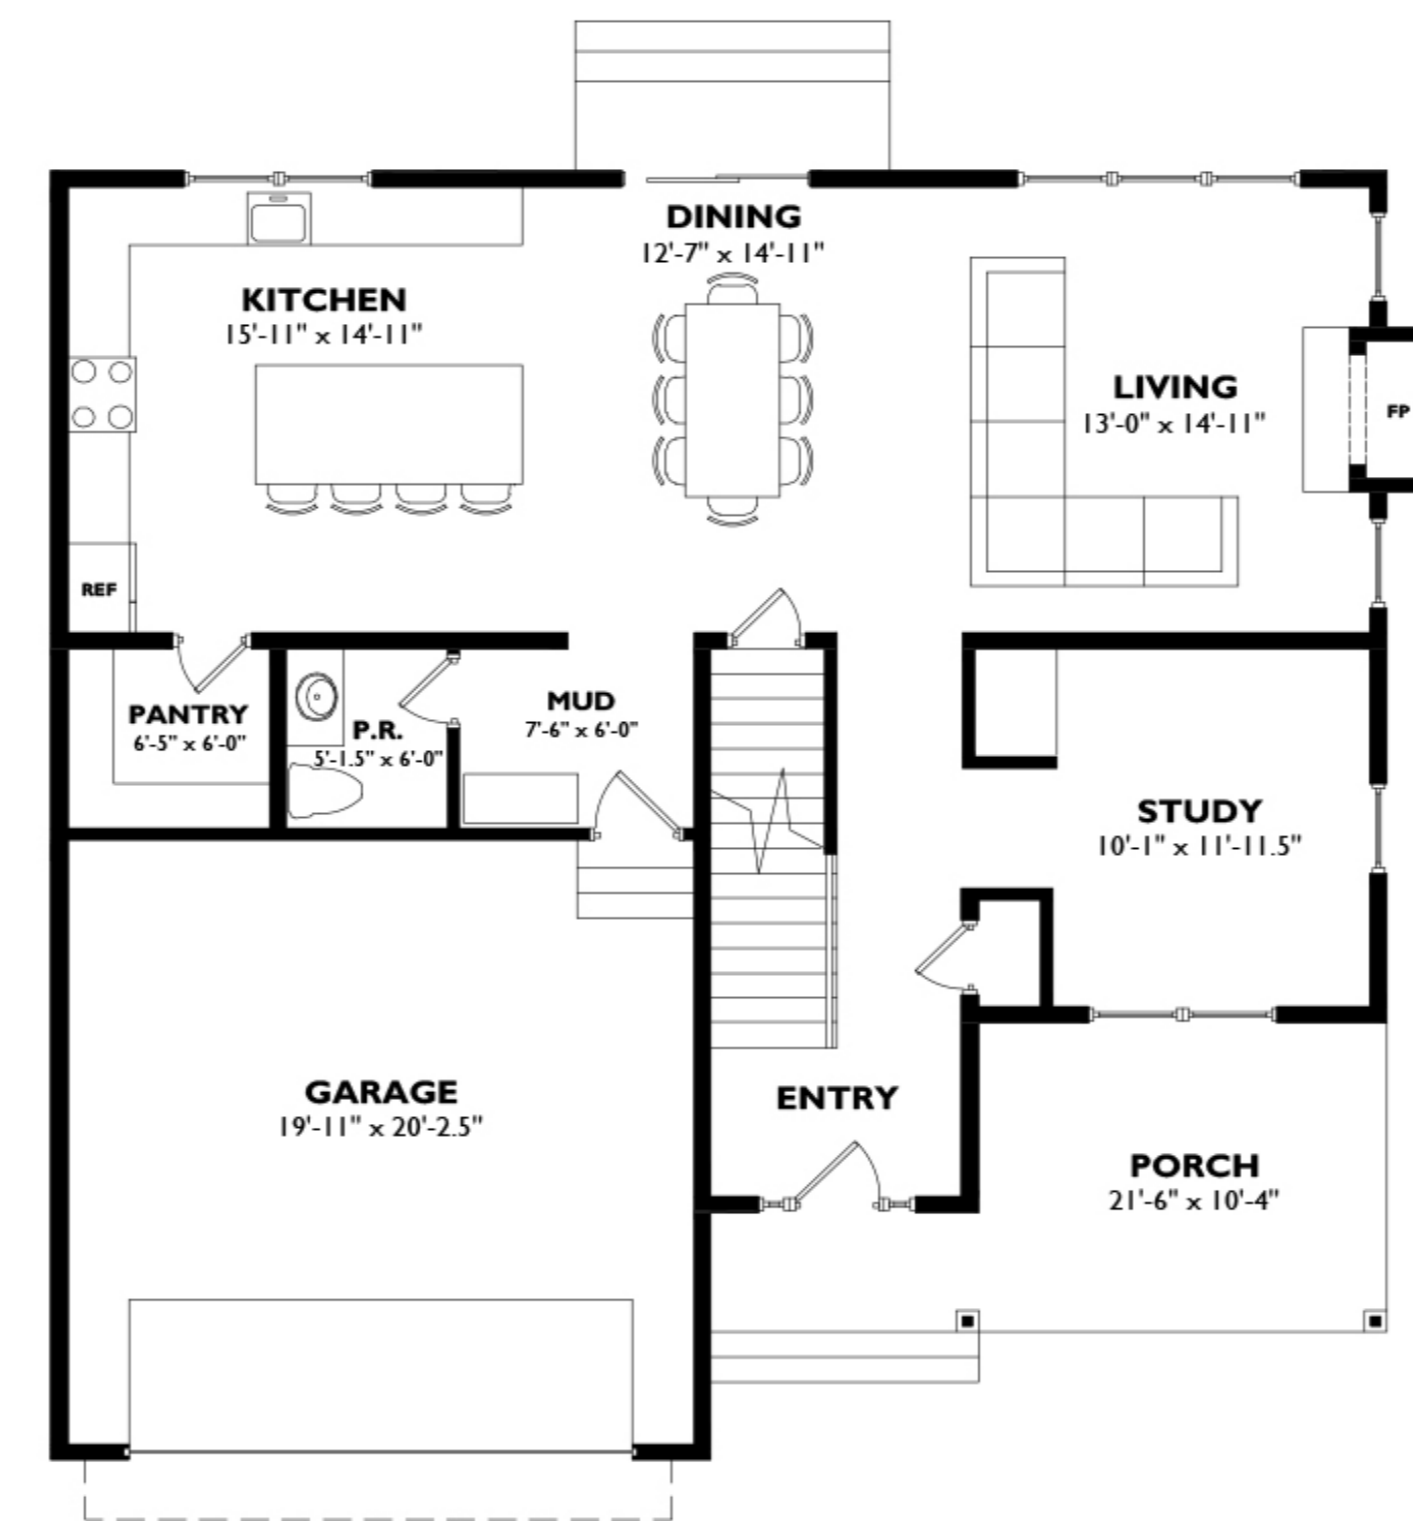 DINING
12'-7" x 14'-11"
KITCHEN
15'-11" x 14'-11"
LIVING
13'-0" x 14'-11"
FP
REF
PANTRY
6'-5" x 6'-0"
P.R.
5'-1.5" x 6'-0"
MUD
7'-6" x 6'-0"
STUDY
10'-1" x 11'-11.5"
GARAGE
19'-11" x 20'-2.5"
ENTRY
PORCH
21'-6" x 10'-4"